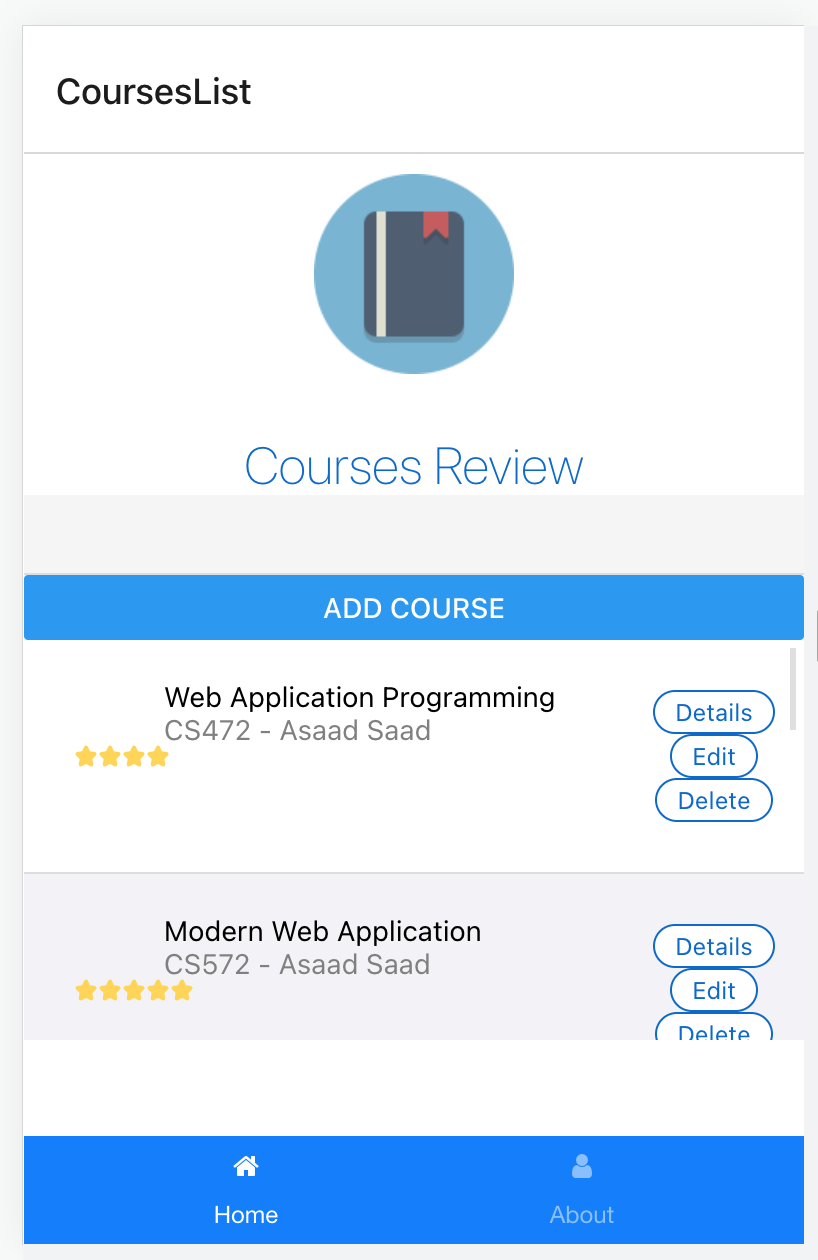 CoursesList
Courses Review
ADD COURSE
Web Application Programming
CS472 - Asaad Saad
Details
Edit
Delete
Modern Web Application
CS572 - Asaad Saad
Details
Edit
Delete
Home
About